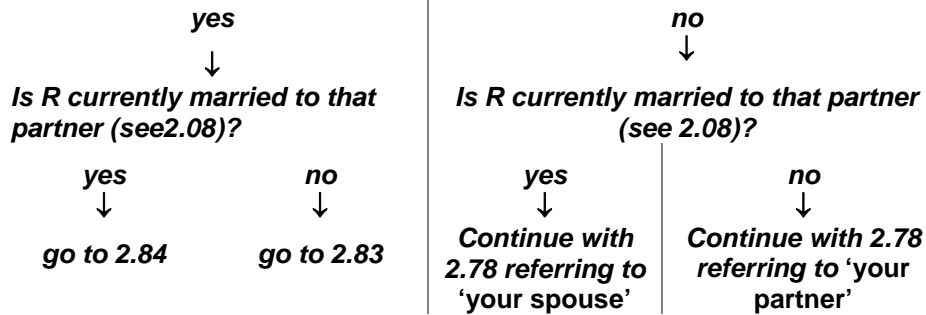 yes
↓
Is R currently married to that
partner (see2.08)?
yes
↓
go to 2.84
no
↓
go to 2.83
no
↓
Is R currently married to that partner
(see 2.08)?
yes
↓
Continue with
2.78 referring to
‘your spouse’
no
↓
Continue with 2.78
referring to ‘your
partner’